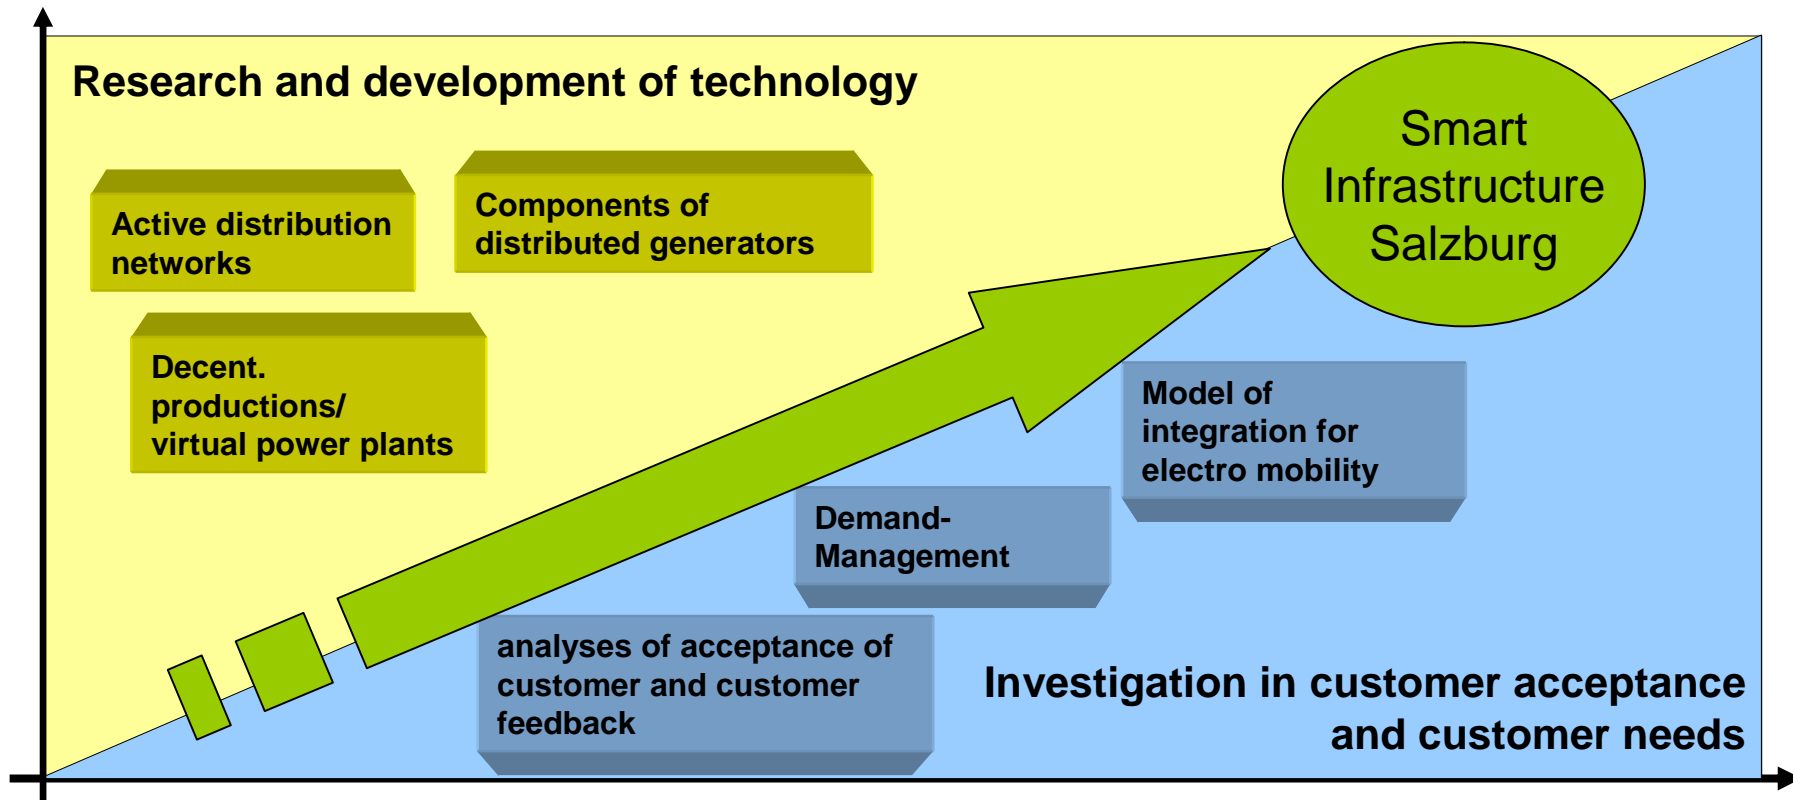 Research and development of technology
Smart
Infrastructure
Salzburg
Active distribution
networks
Components of
distributed generators
Decent.
productions/
virtual power plants
Model of
integration for
electro mobility
Demand-
Management
analyses of acceptance of
customer and customer
feedback
Investigation in customer acceptance
and customer needs